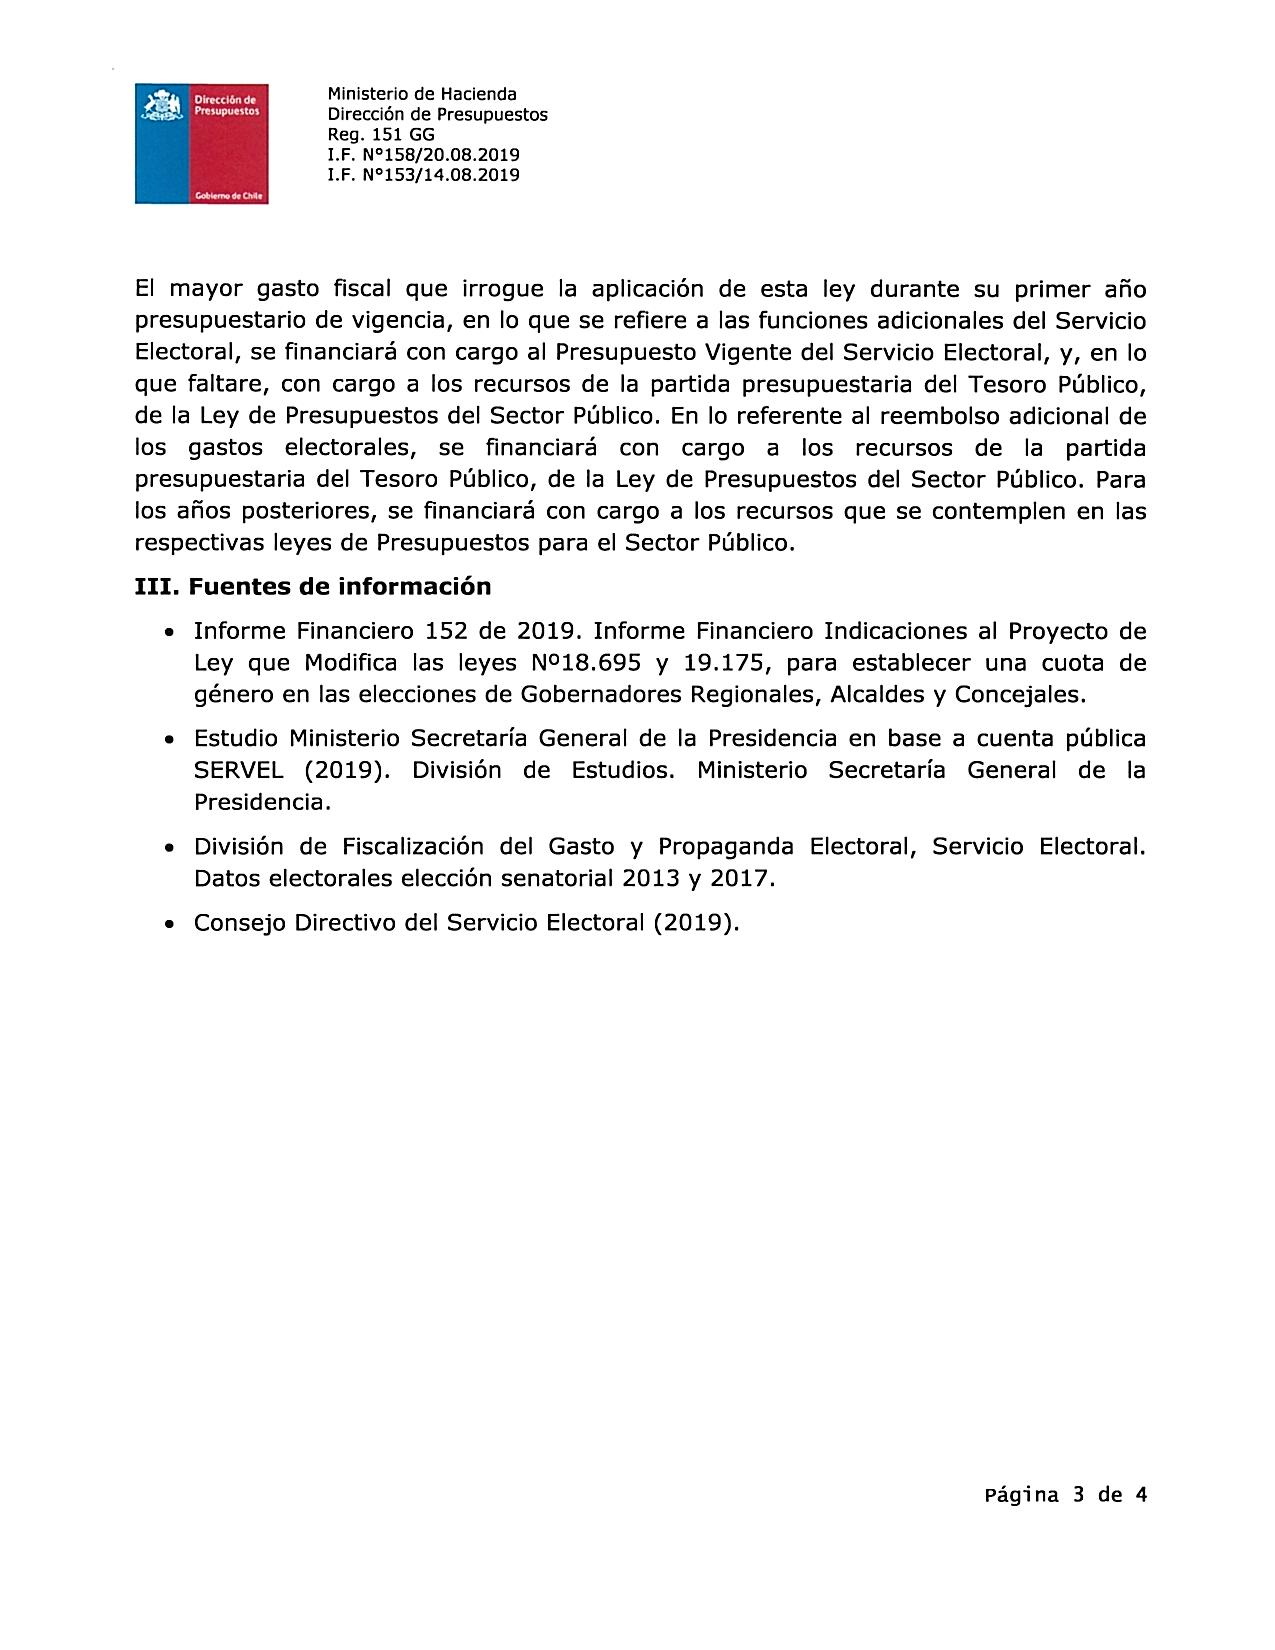 Dirección de
Presupuestos
Gobierno de Chile
Ministerio de Hacienda
Dirección de Presupuestos
Reg. 151 GG
I.F. N°158/20.08.2019
I.F. N°153/14.08.2019
El mayor gasto fiscal que irrogue la aplicación de esta ley durante su primer año
presupuestario de vigencia, en lo que se refiere a las funciones adicionales del Servicio
Electoral, se financiará con cargo al Presupuesto Vigente del Servicio Electoral, y, en lo
que faltare, con cargo a los recursos de la partida presupuestaria del Tesoro Público,
de la Ley de Presupuestos del Sector Público. En lo referente al reembolso adicional de
los gastos electorales, se financiará con cargo a los recursos de la partida
presupuestaria del Tesoro Público, de la Ley de Presupuestos del Sector Público. Para
los años posteriores, se financiará con cargo a los recursos que se contemplen en las
respectivas leyes de Presupuestos para el Sector Público.
III. Fuentes de información
• Informe Financiero 152 de 2019. Informe Financiero Indicaciones al Proyecto de
Ley que Modifica las leyes Nº18.695 y 19.175, para establecer una cuota de
género en las elecciones de Gobernadores Regionales, Alcaldes y Concejales.
• Estudio Ministerio Secretaría General de la Presidencia en base a cuenta pública
SERVEL (2019). División de Estudios. Ministerio Secretaría General de la
Presidencia.
• División de Fiscalización del Gasto y Propaganda Electoral, Servicio Electoral.
Datos electorales elección senatorial 2013 y 2017.
• Consejo Directivo del Servicio Electoral (2019).
Página 3 de 4